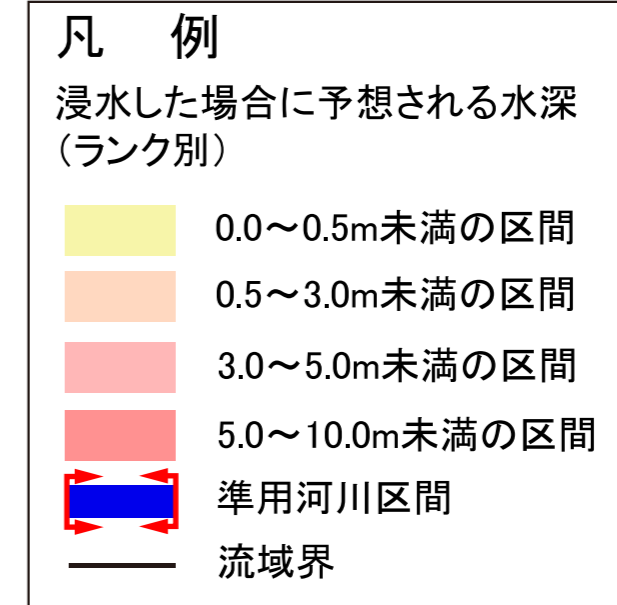 凡　例
浸水した場合に予想される水深
（ランク別）
0.0～0.5m未満の区間
0.5～3.0m未満の区間
3.0～5.0m未満の区間
5.0～10.0m未満の区間
準用河川区間
流域界